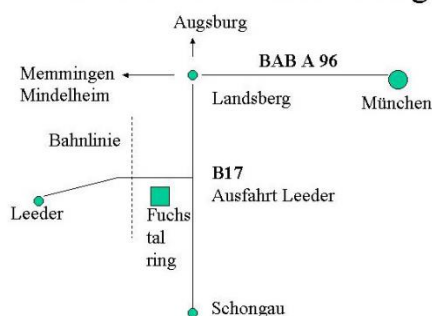 Augsburg
BAB A 96
Memmingen
Mindelheim
Landsberg
München
Bahnlinie
B17
Ausfahrt Leeder
Leeder
Fuchs
tal
ring
Schongau